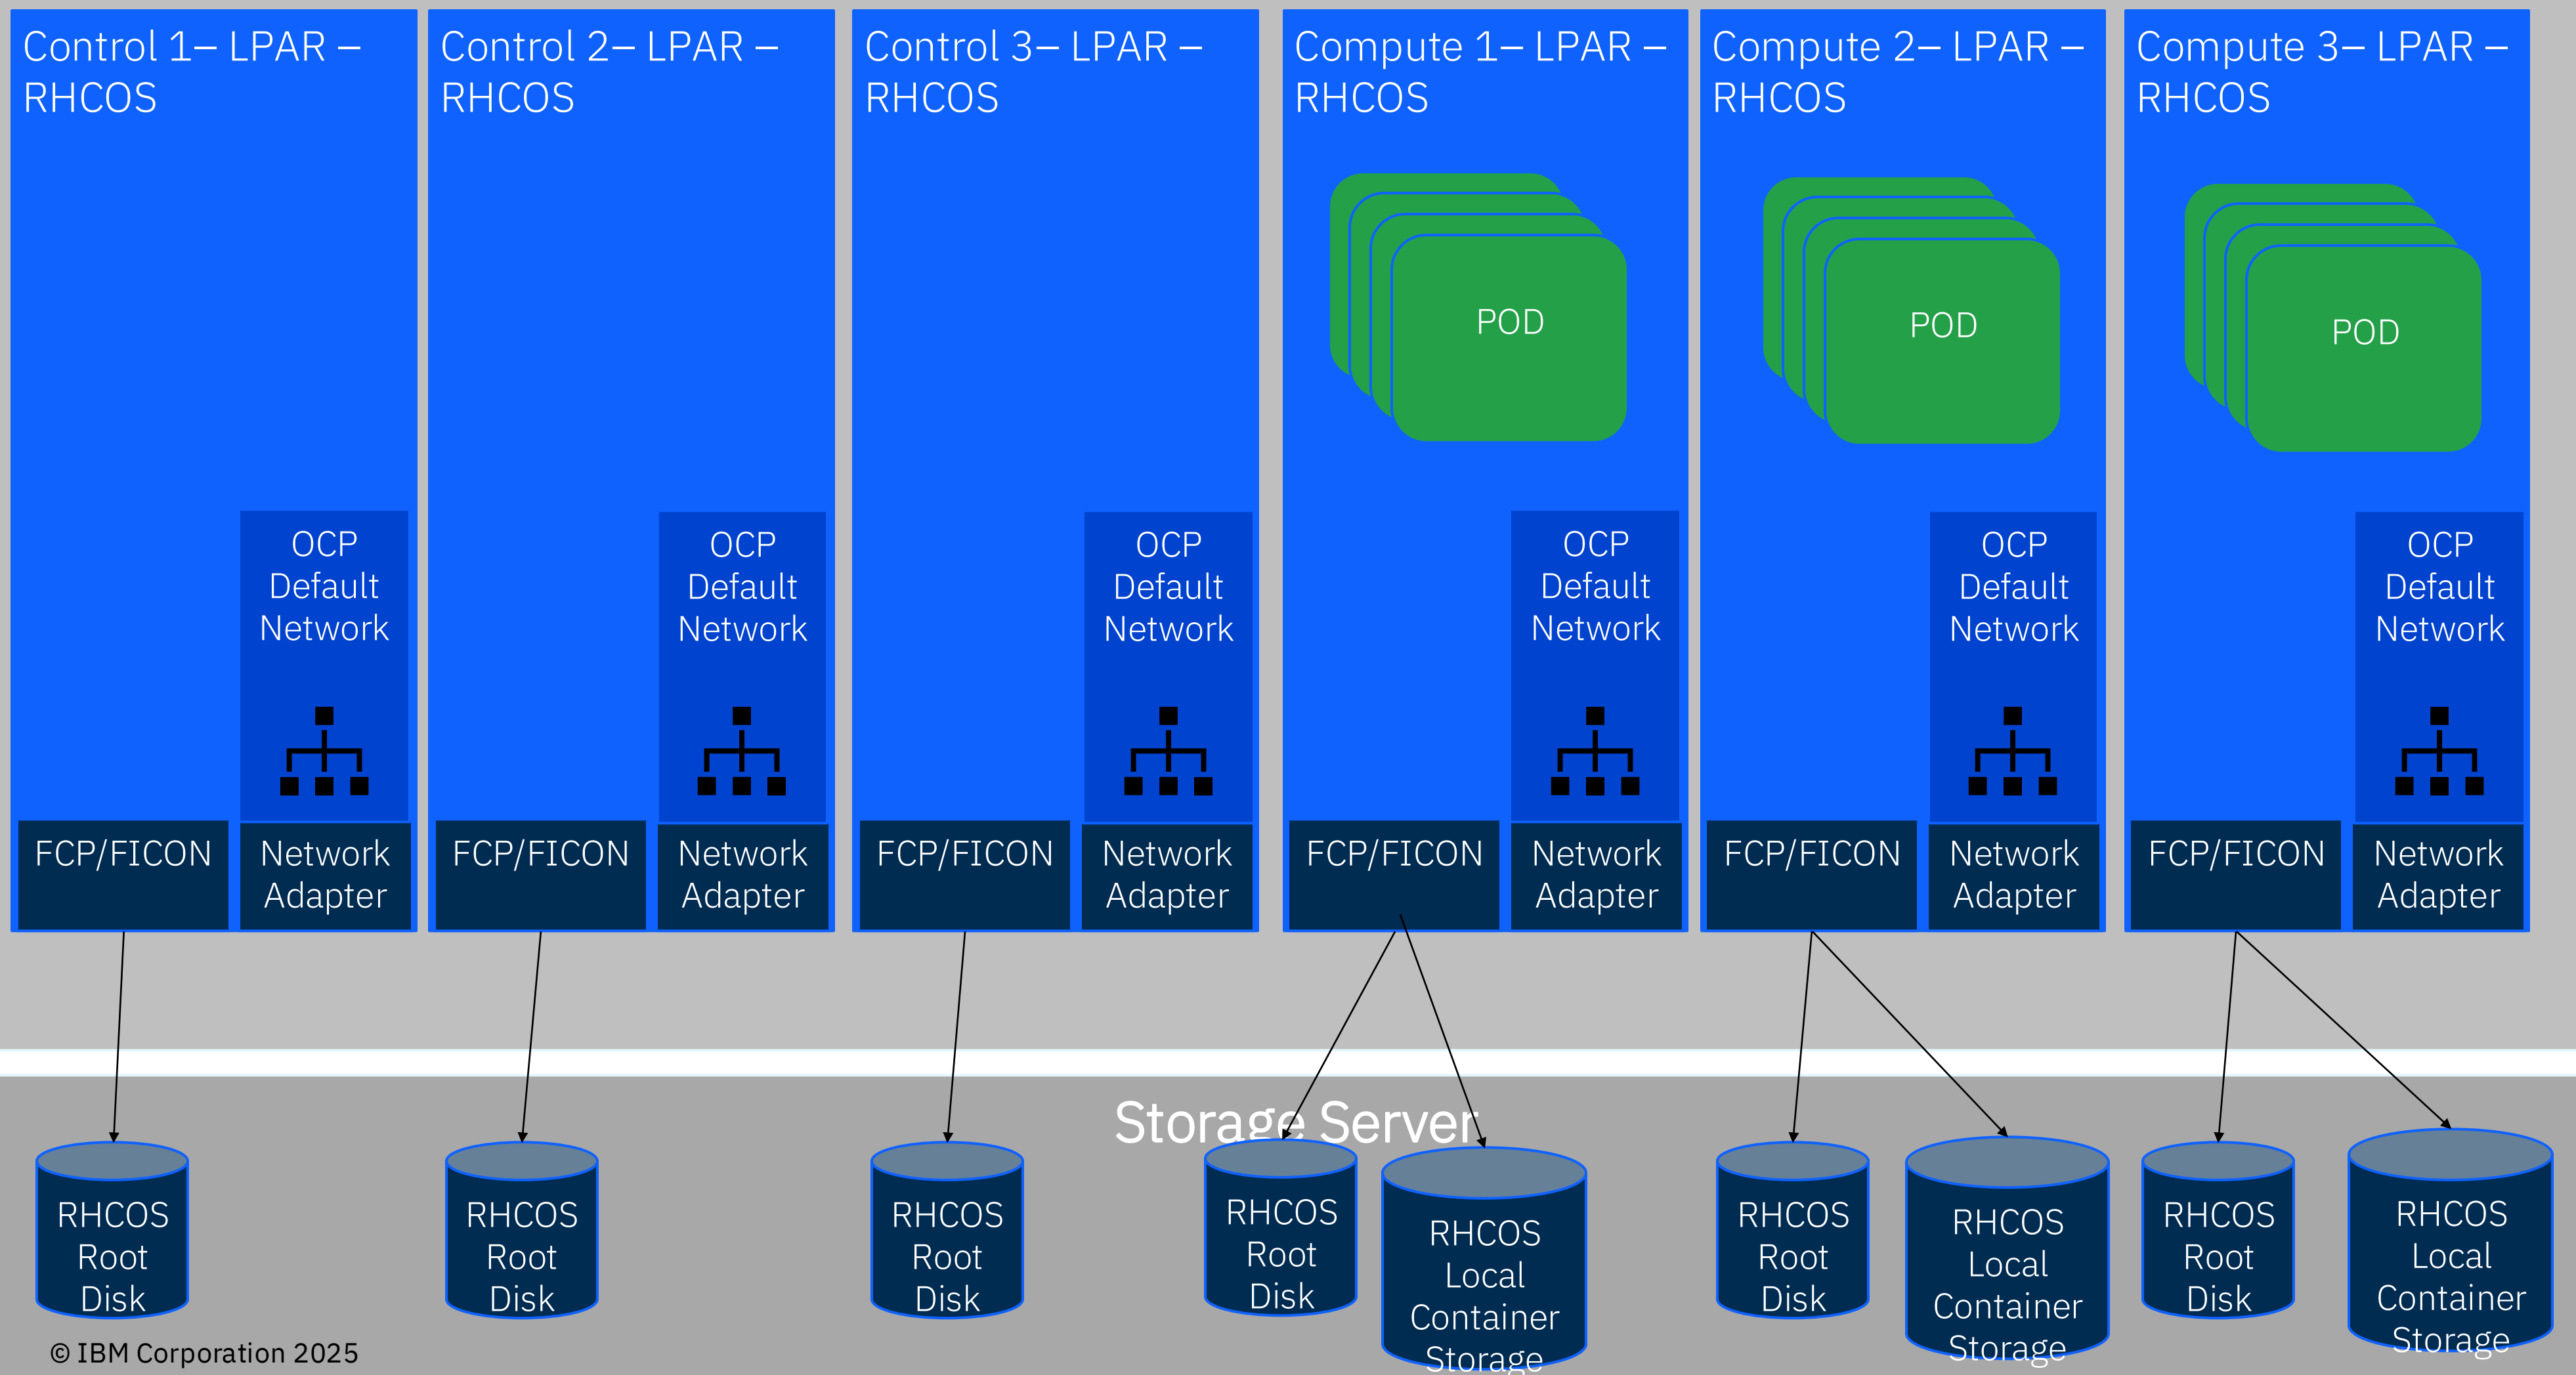 Control 1– LPAR –
RHCOS
Control 2– LPAR –
RHCOS
Control 3– LPAR –
RHCOS
Compute 1– LPAR –
RHCOS
Compute 2– LPAR –
RHCOS
Compute 3– LPAR –
RHCOS
POD
POD
POD
OCP
Default
Network
OCP
Default
Network
OCP
Default
Network
OCP
Default
Network
OCP
Default
Network
OCP
Default
Network
FCP/FICON
Network
Adapter
FCP/FICON
Network
Adapter
FCP/FICON
Network
Adapter
FCP/FICON
Network
Adapter
FCP/FICON
Network
Adapter
FCP/FICON
Network
Adapter
Storage Server
RHCOS
Root
Disk
RHCOS
Root
Disk
RHCOS
Root
Disk
RHCOS
Root
Disk
RHCOS
Local
Container
Storage
RHCOS
Root
Disk
RHCOS
Local
Container
Storage
RHCOS
Root
Disk
RHCOS
Local
Container
Storage
© IBM Corporation 2025